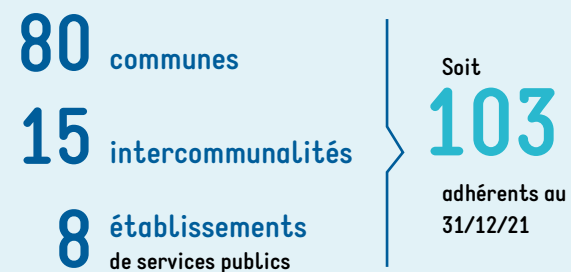 80 communes
15 intercommunalités
8 établissements
de services publics
Soit
103
adhérents au
31/12/21